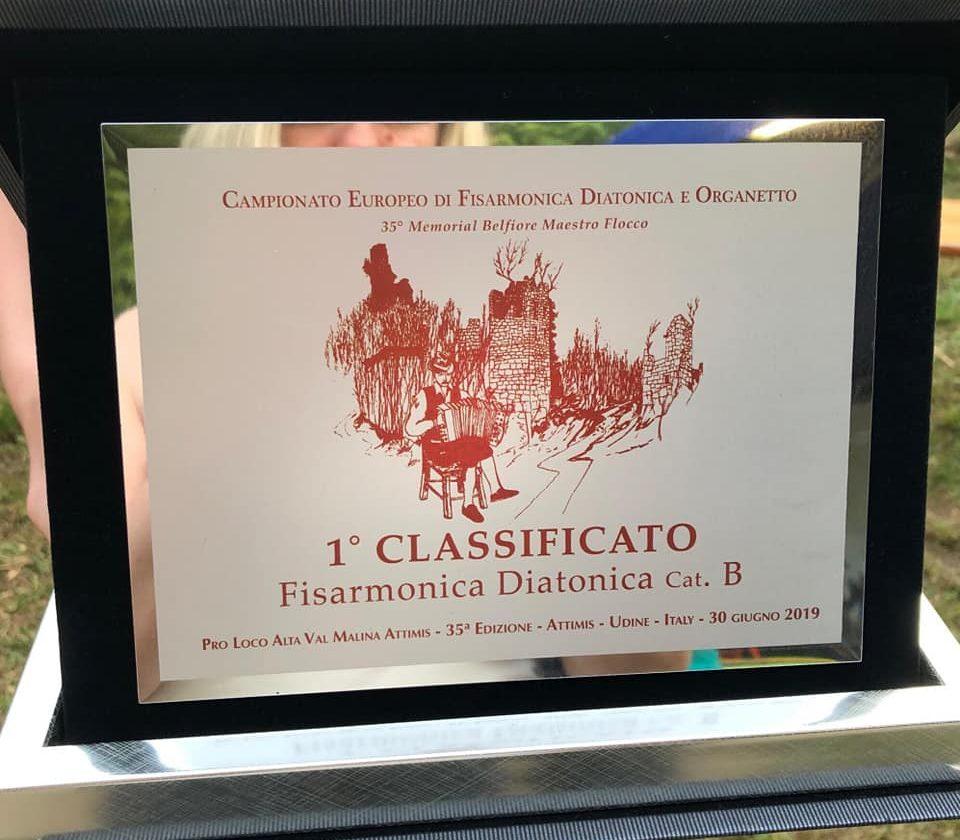 Campionato Europeo di Fisarmonica Diatonica e Organetto
35° Memorial Belfiore Maestro Flocco
1° CLASSIFICATO
Fisarmonica Diatonica Cat. B
Pro Loco Alta Val Malina Attimis - 35ª Edizione - Attimis - Udine - Italy - 30 giugno 2019